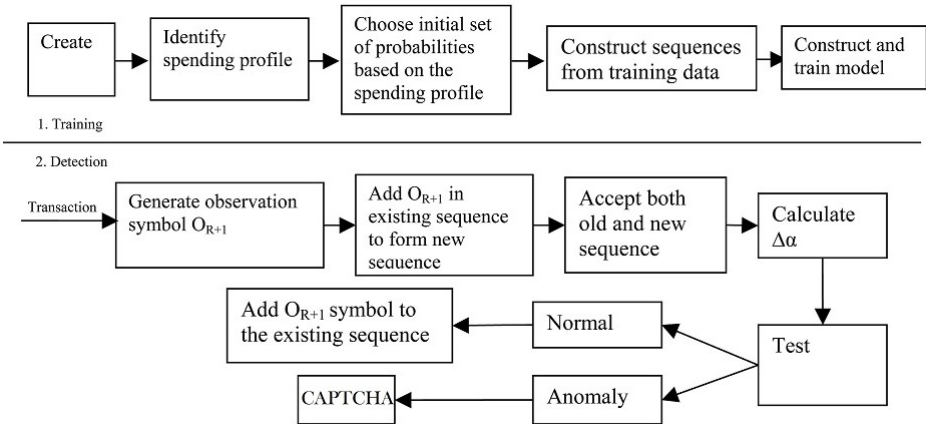 Create
Identify
spending profile
Choose initial set
of probabilities
based on the
spending profile
Construct sequences
from training data
Construct and
train model
1. Training
2. Detection
Transaction
Generate observation
symbol O_{R+1}
Add O_{R+1} in
existing sequence
to form new
sequence
Accept both
old and new
sequence
Calculate
Δα
Add O_{R+1} symbol to
the existing sequence
Normal
Test
CAPTCHA
Anomaly